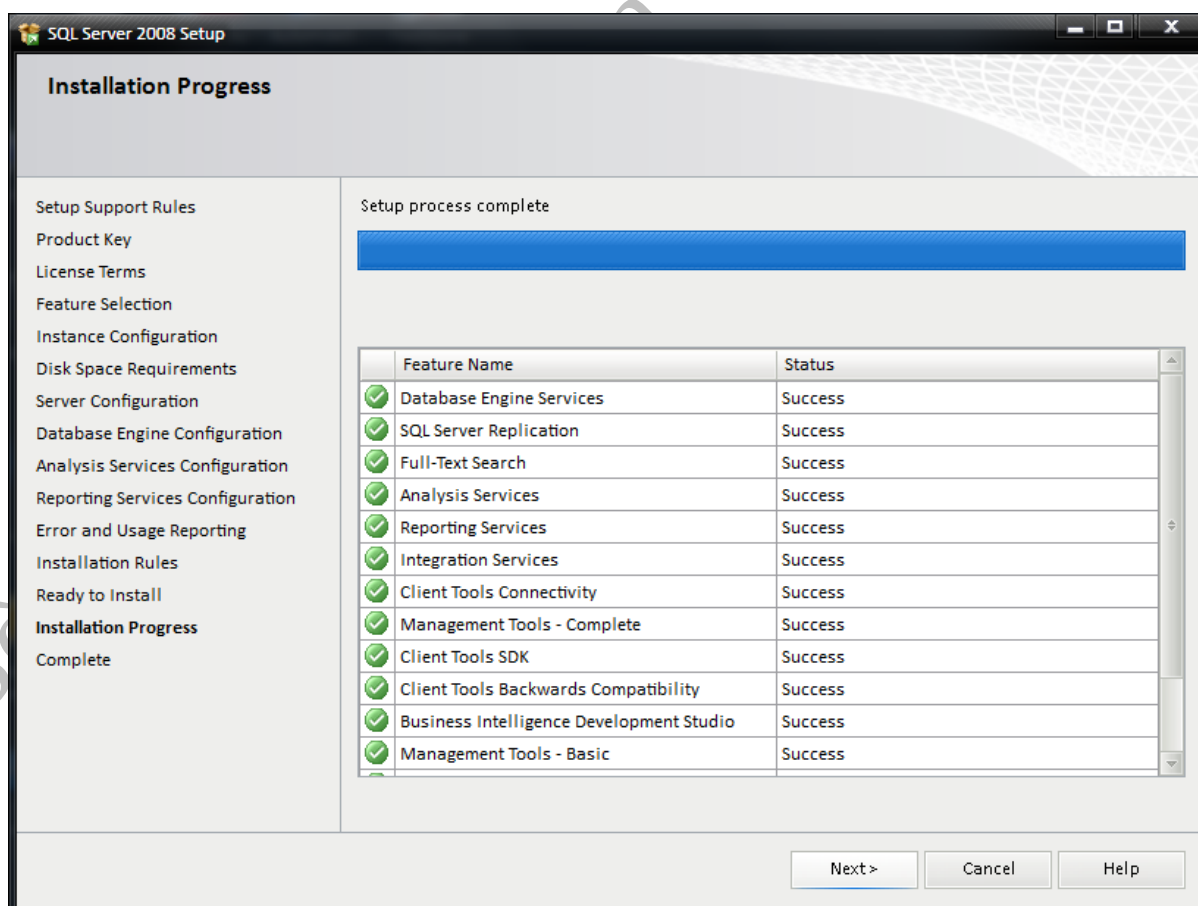 SQL Server 2008 Setup
Installation Progress
Setup Support Rules
Product Key
License Terms
Feature Selection
Instance Configuration
Disk Space Requirements
Server Configuration
Database Engine Configuration
Analysis Services Configuration
Reporting Services Configuration
Error and Usage Reporting
Installation Rules
Ready to Install
Installation Progress
Complete
Setup process complete
Feature Name Status
Database Engine Services Success
SQL Server Replication Success
Full-Text Search Success
Analysis Services Success
Reporting Services Success
Integration Services Success
Client Tools Connectivity Success
Management Tools - Complete Success
Client Tools SDK Success
Client Tools Backwards Compatibility Success
Business Intelligence Development Studio Success
Management Tools - Basic Success
Next > Cancel Help